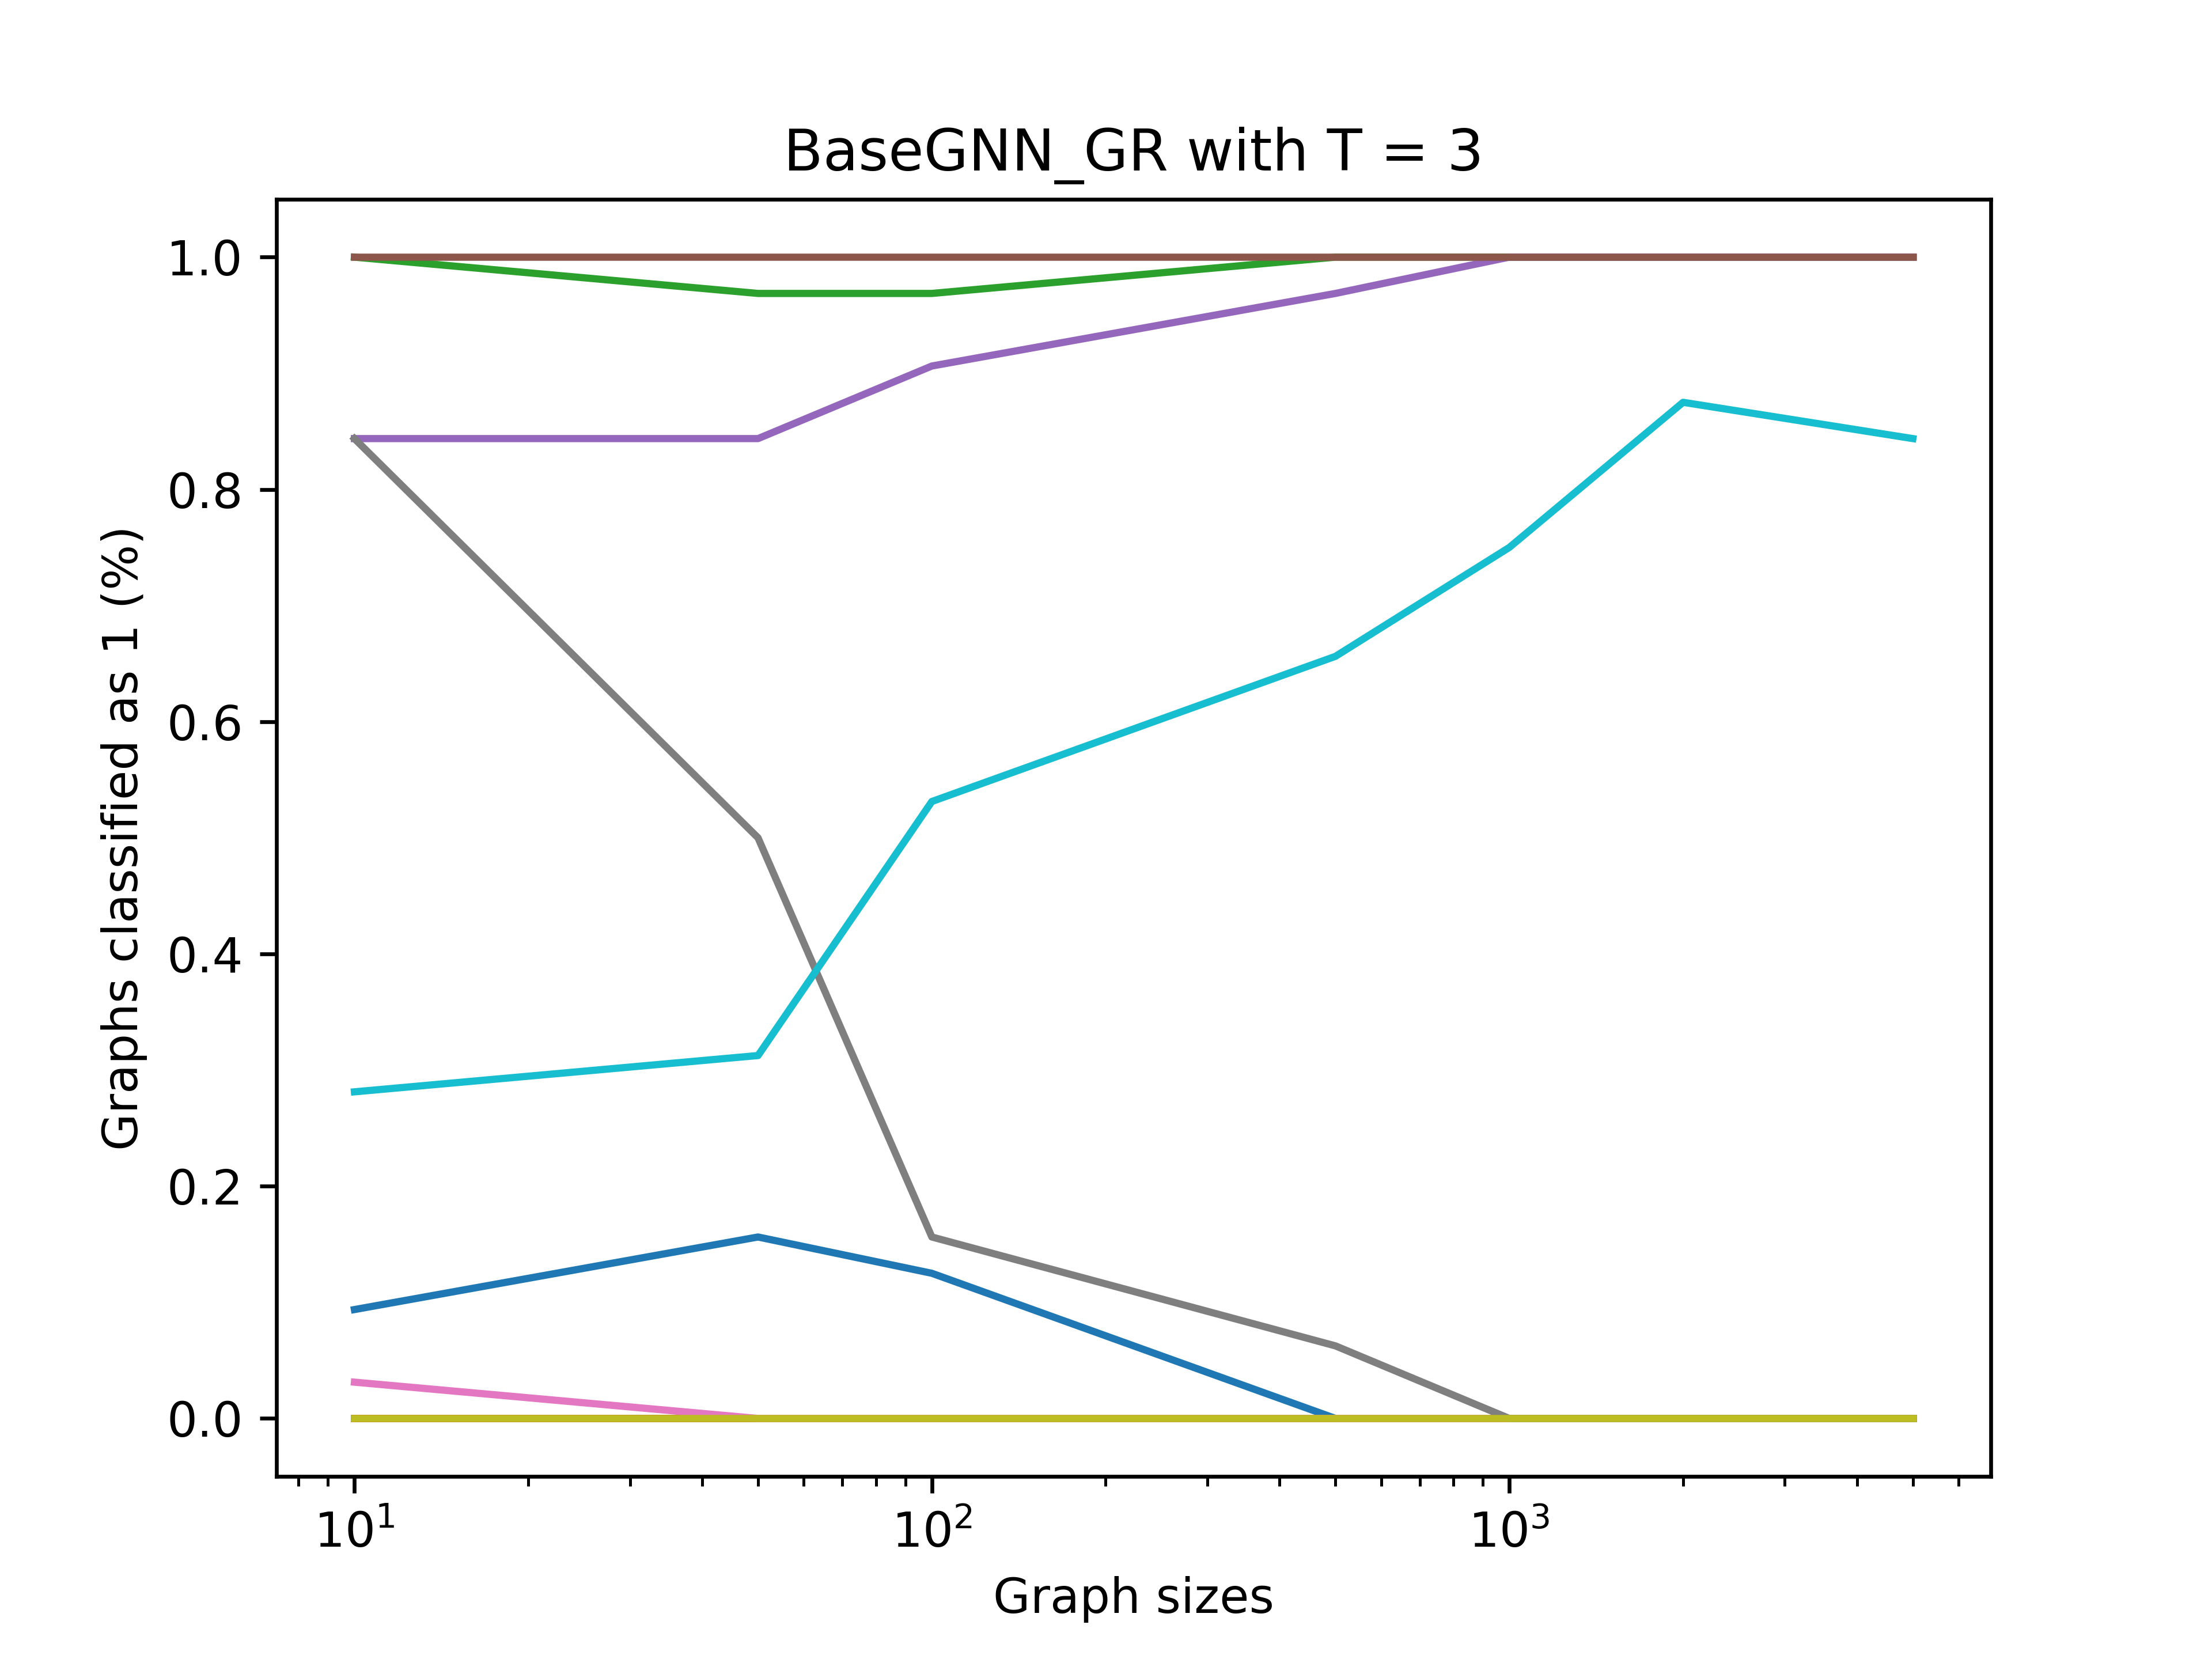 BaseGNN_GR with T = 3
Graphs classified as 1 (%)
1.0
0.8
0.6
0.4
0.2
0.0
10¹ 10² 10³
Graph sizes